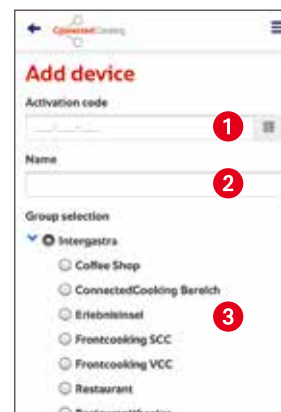 ConnectedCooking
Add device
Activation code
1
Name
2
Group selection
Intergastra
Coffee Shop
ConnectedCooking Bereich
Erlebnisinsel
3
Frontcooking SCC
Frontcooking VCC
Restaurant